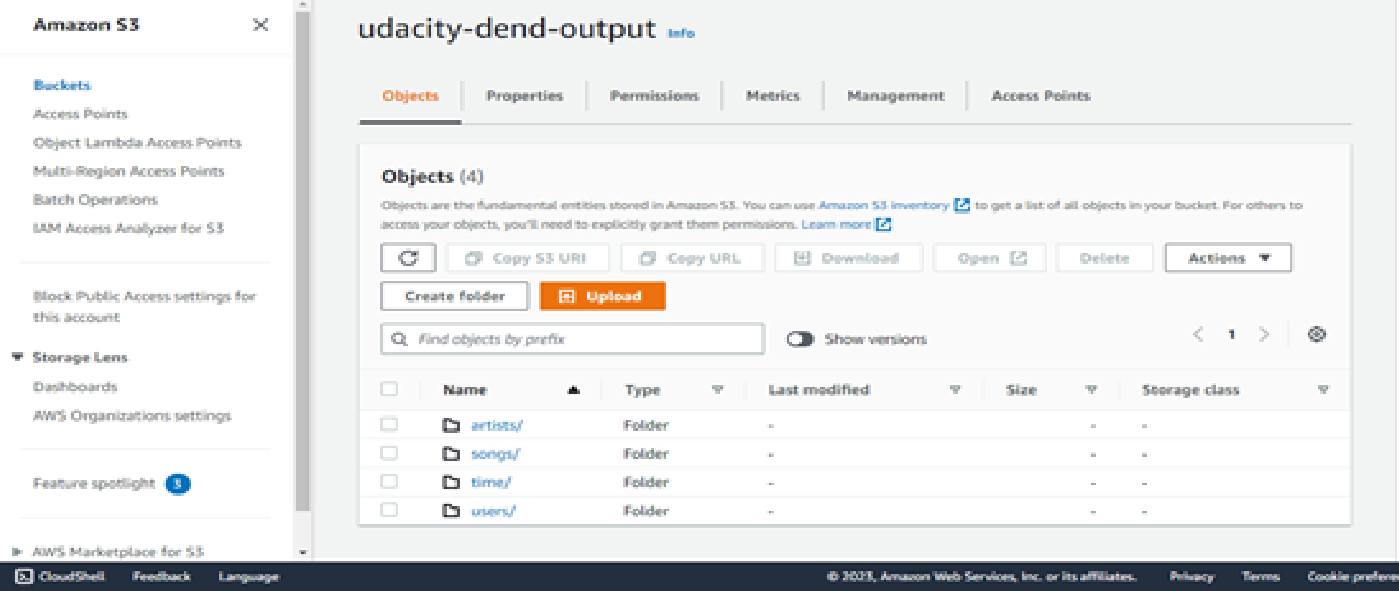 Amazon S3
Buckets
Access Points
Object Lambda Access Points
Multi-Region Access Points
Batch Operations
IAM Access Analyzer for S3
Block Public Access settings for
this account
Storage Lens
Dashboards
AWS Organizations settings
Feature spotlight 3
AWS Marketplace for S3
udacity-dend-output Info
Objects Properties Permissions Metrics Management Access Points
Objects (4)
Objects are the fundamental entities stored in Amazon S3. You can use Amazon S3 inventory to get a list of all objects in your bucket. For others to
access your objects, you'll need to explicitly grant them permissions. Learn more
Copy S3 URI Copy URL Download Open Delete Actions
Create folder Upload
Find objects by prefix Show versions 1
Name Type Last modified Size Storage class
artists/ Folder - - -
songs/ Folder - - -
time/ Folder - - -
users/ Folder - - -
CloudShell Feedback Language © 2023, Amazon Web Services, Inc. or its affiliates. Privacy Terms Cookie prefere